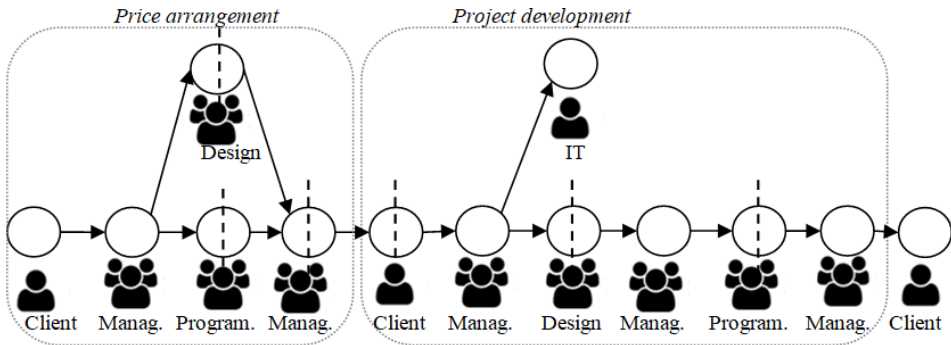 Price arrangement
Project development
Design
IT
Client Manag. Program. Manag. Client Manag. Design Manag. Program. Manag. Client